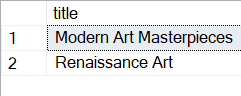 title
1 Modern Art Masterpieces
2 Renaissance Art